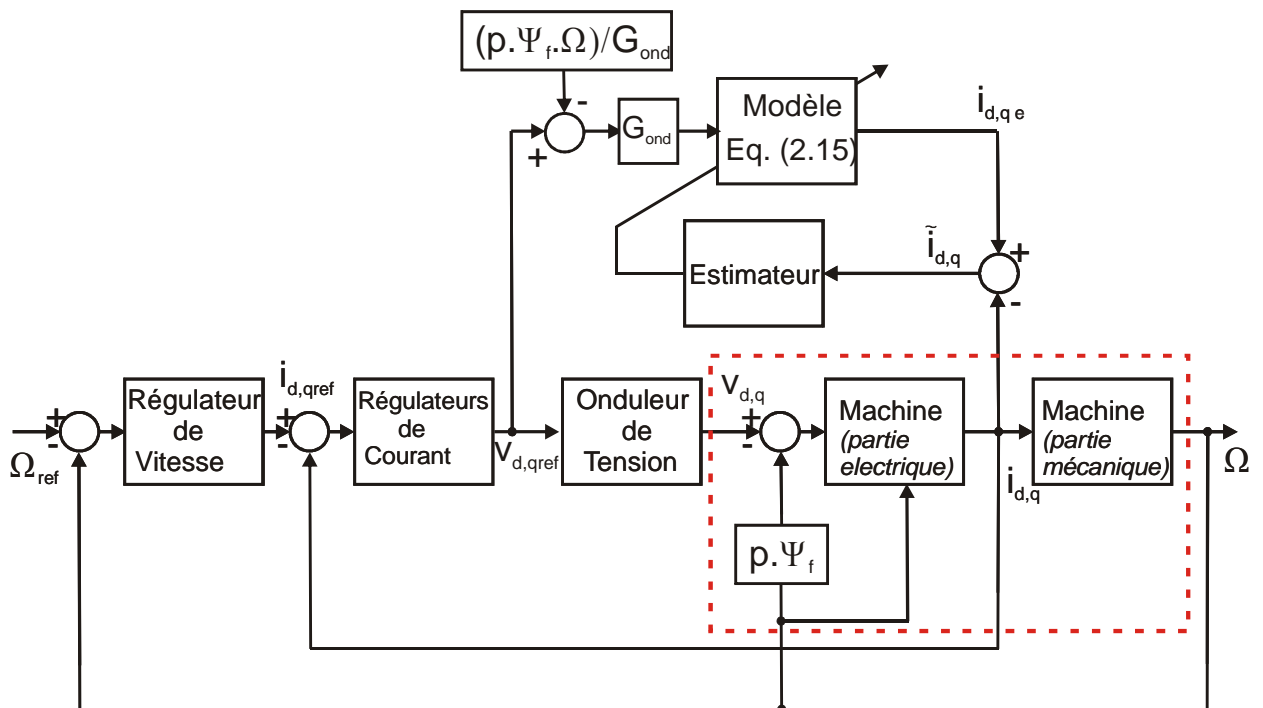 (p.Ψf.Ω)/Gond
-
+
Gond
Modèle
Eq. (2.15)
id,q e
Estimateur
ĩd,q
+
-
Ωref
+
-
Régulateur
de
Vitesse
id,qref
+
-
Régulateurs
de
Courant
vd,qref
Onduleur
de
Tension
vd,q
+
-
Machine
(partie
electrique)
id,q
Machine
(partie
mécanique)
Ω
p.Ψf